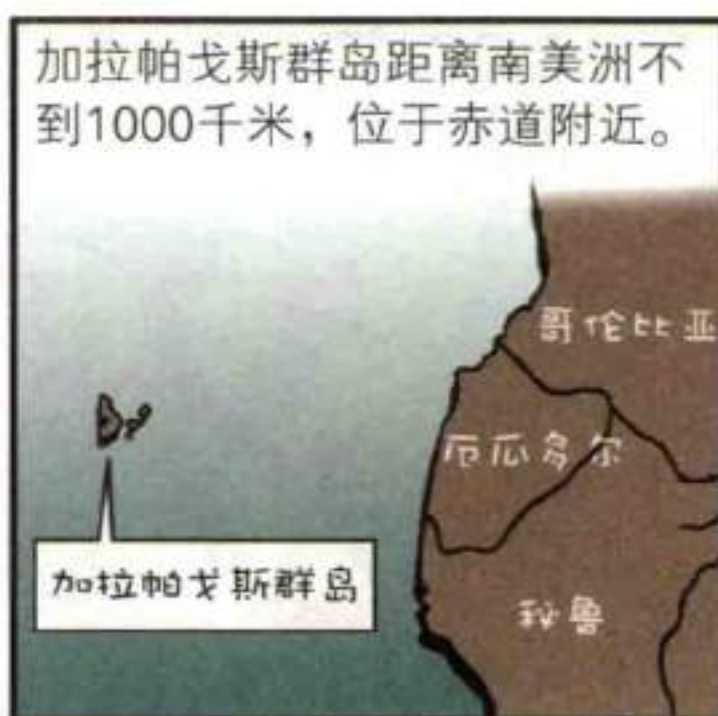 加拉帕戈斯群岛距离南美洲不
到1000千米，位于赤道附近。
哥伦比亚
厄瓜多尔
加拉帕戈斯群岛
秘鲁